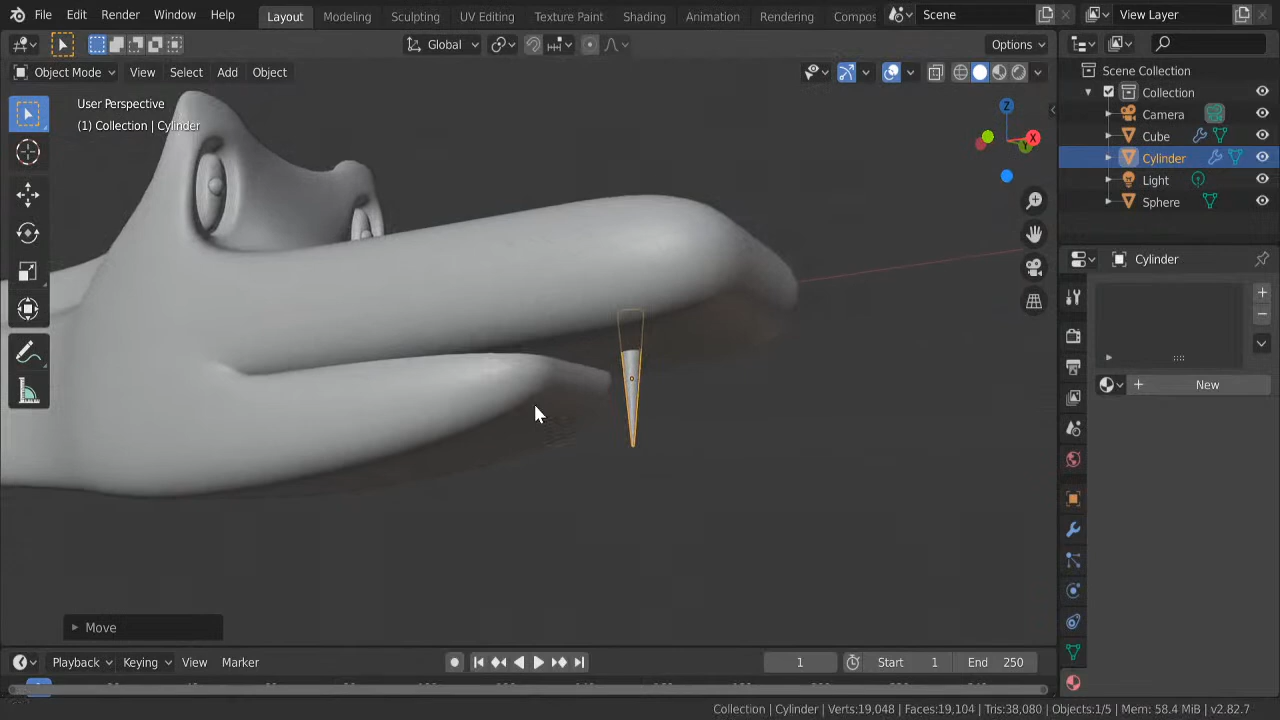 File Edit Render Window Help Layout Modeling Sculpting UV Editing Texture Paint Shading Animation Rendering Compos Scene View Layer
Global Options
Object Mode View Select Add Object
User Perspective
(1) Collection | Cylinder
Z
X
Y
Scene Collection
Collection
Camera
Cube
Cylinder
Light
Sphere
Cylinder
New
Move
Playback Keying View Marker 1 Start 1 End 250
Collection | Cylinder | Verts:19,048 | Faces:19,104 | Tris:38,080 | Objects:1/5 | Mem: 58.4 MiB | v2.82.7